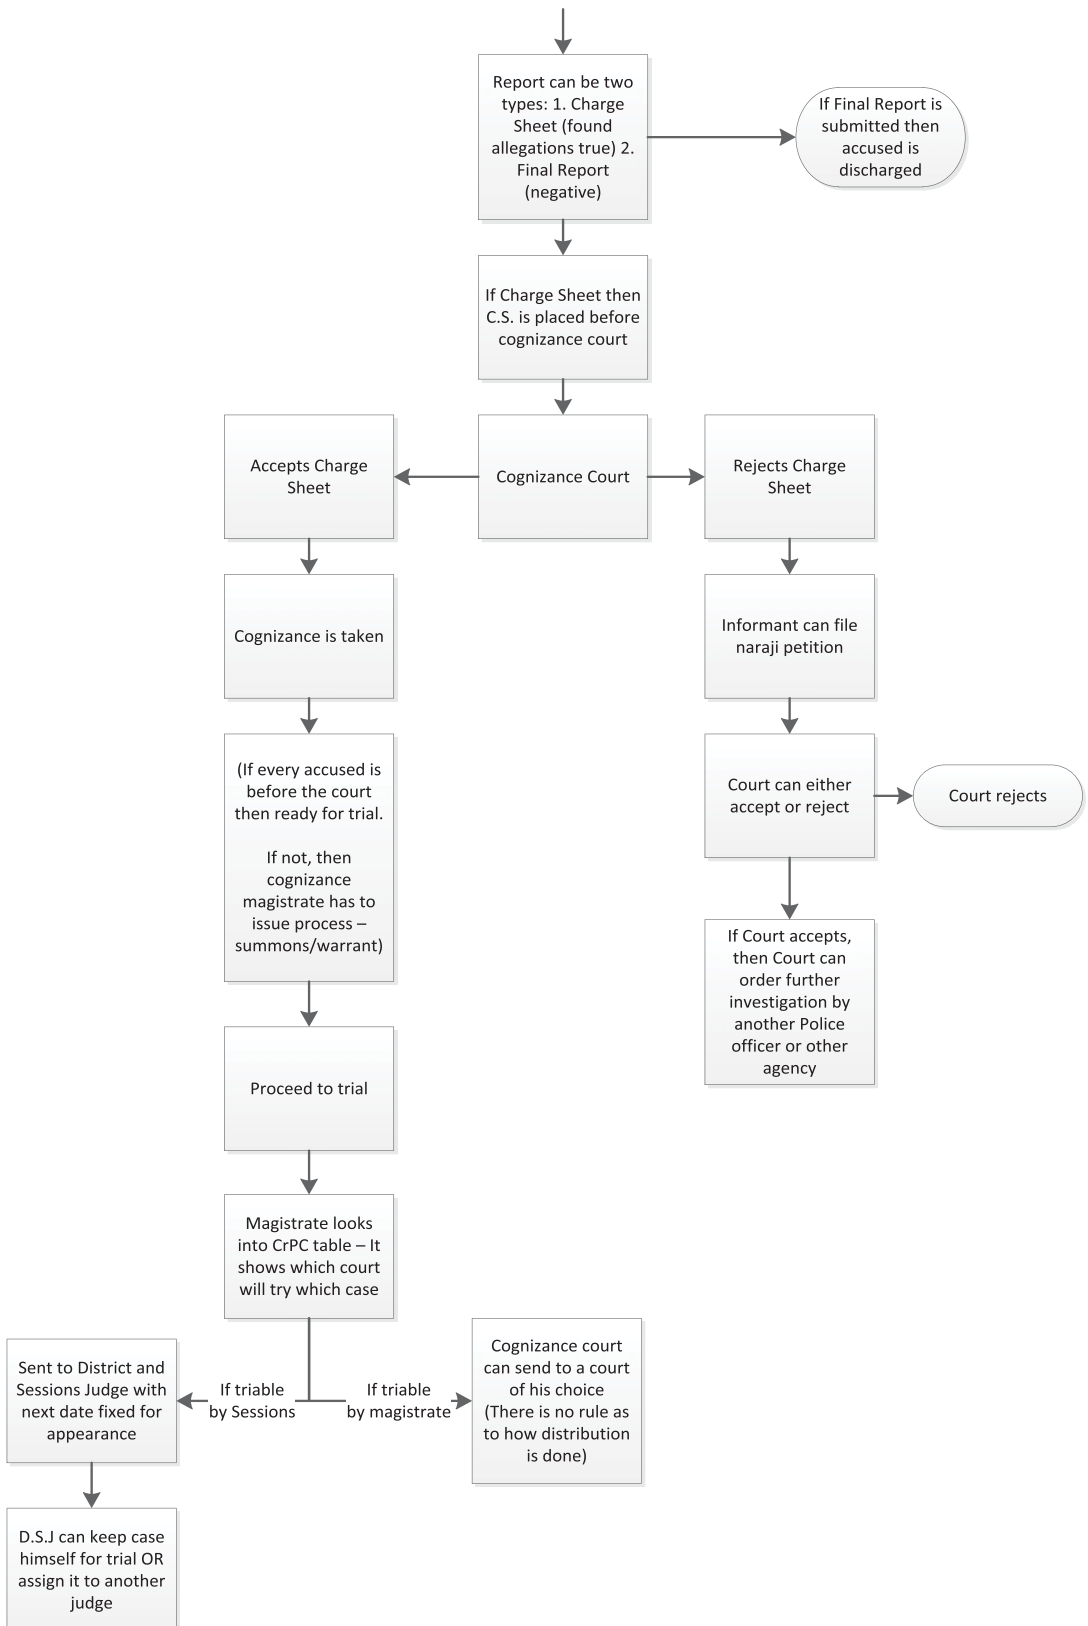 Report can be two
types: 1. Charge
Sheet (found
allegations true) 2.
Final Report
(negative)
If Final Report is
submitted then
accused is
discharged
If Charge Sheet then
C.S. is placed before
cognizance court
Accepts Charge
Sheet
Cognizance Court
Rejects Charge
Sheet
Cognizance is taken
Informant can file
naraji petition
(If every accused is
before the court
then ready for trial.
If not, then
cognizance
magistrate has to
issue process –
summons/warrant)
Court can either
accept or reject
Court rejects
If Court accepts,
then Court can
order further
investigation by
another Police
officer or other
agency
Proceed to trial
Magistrate looks
into CrPC table – It
shows which court
will try which case
Sent to District and
Sessions Judge with
next date fixed for
appearance
If triable
by Sessions
If triable
by magistrate
Cognizance court
can send to a court
of his choice
(There is no rule as
to how distribution
is done)
D.S.J can keep case
himself for trial OR
assign it to another
judge